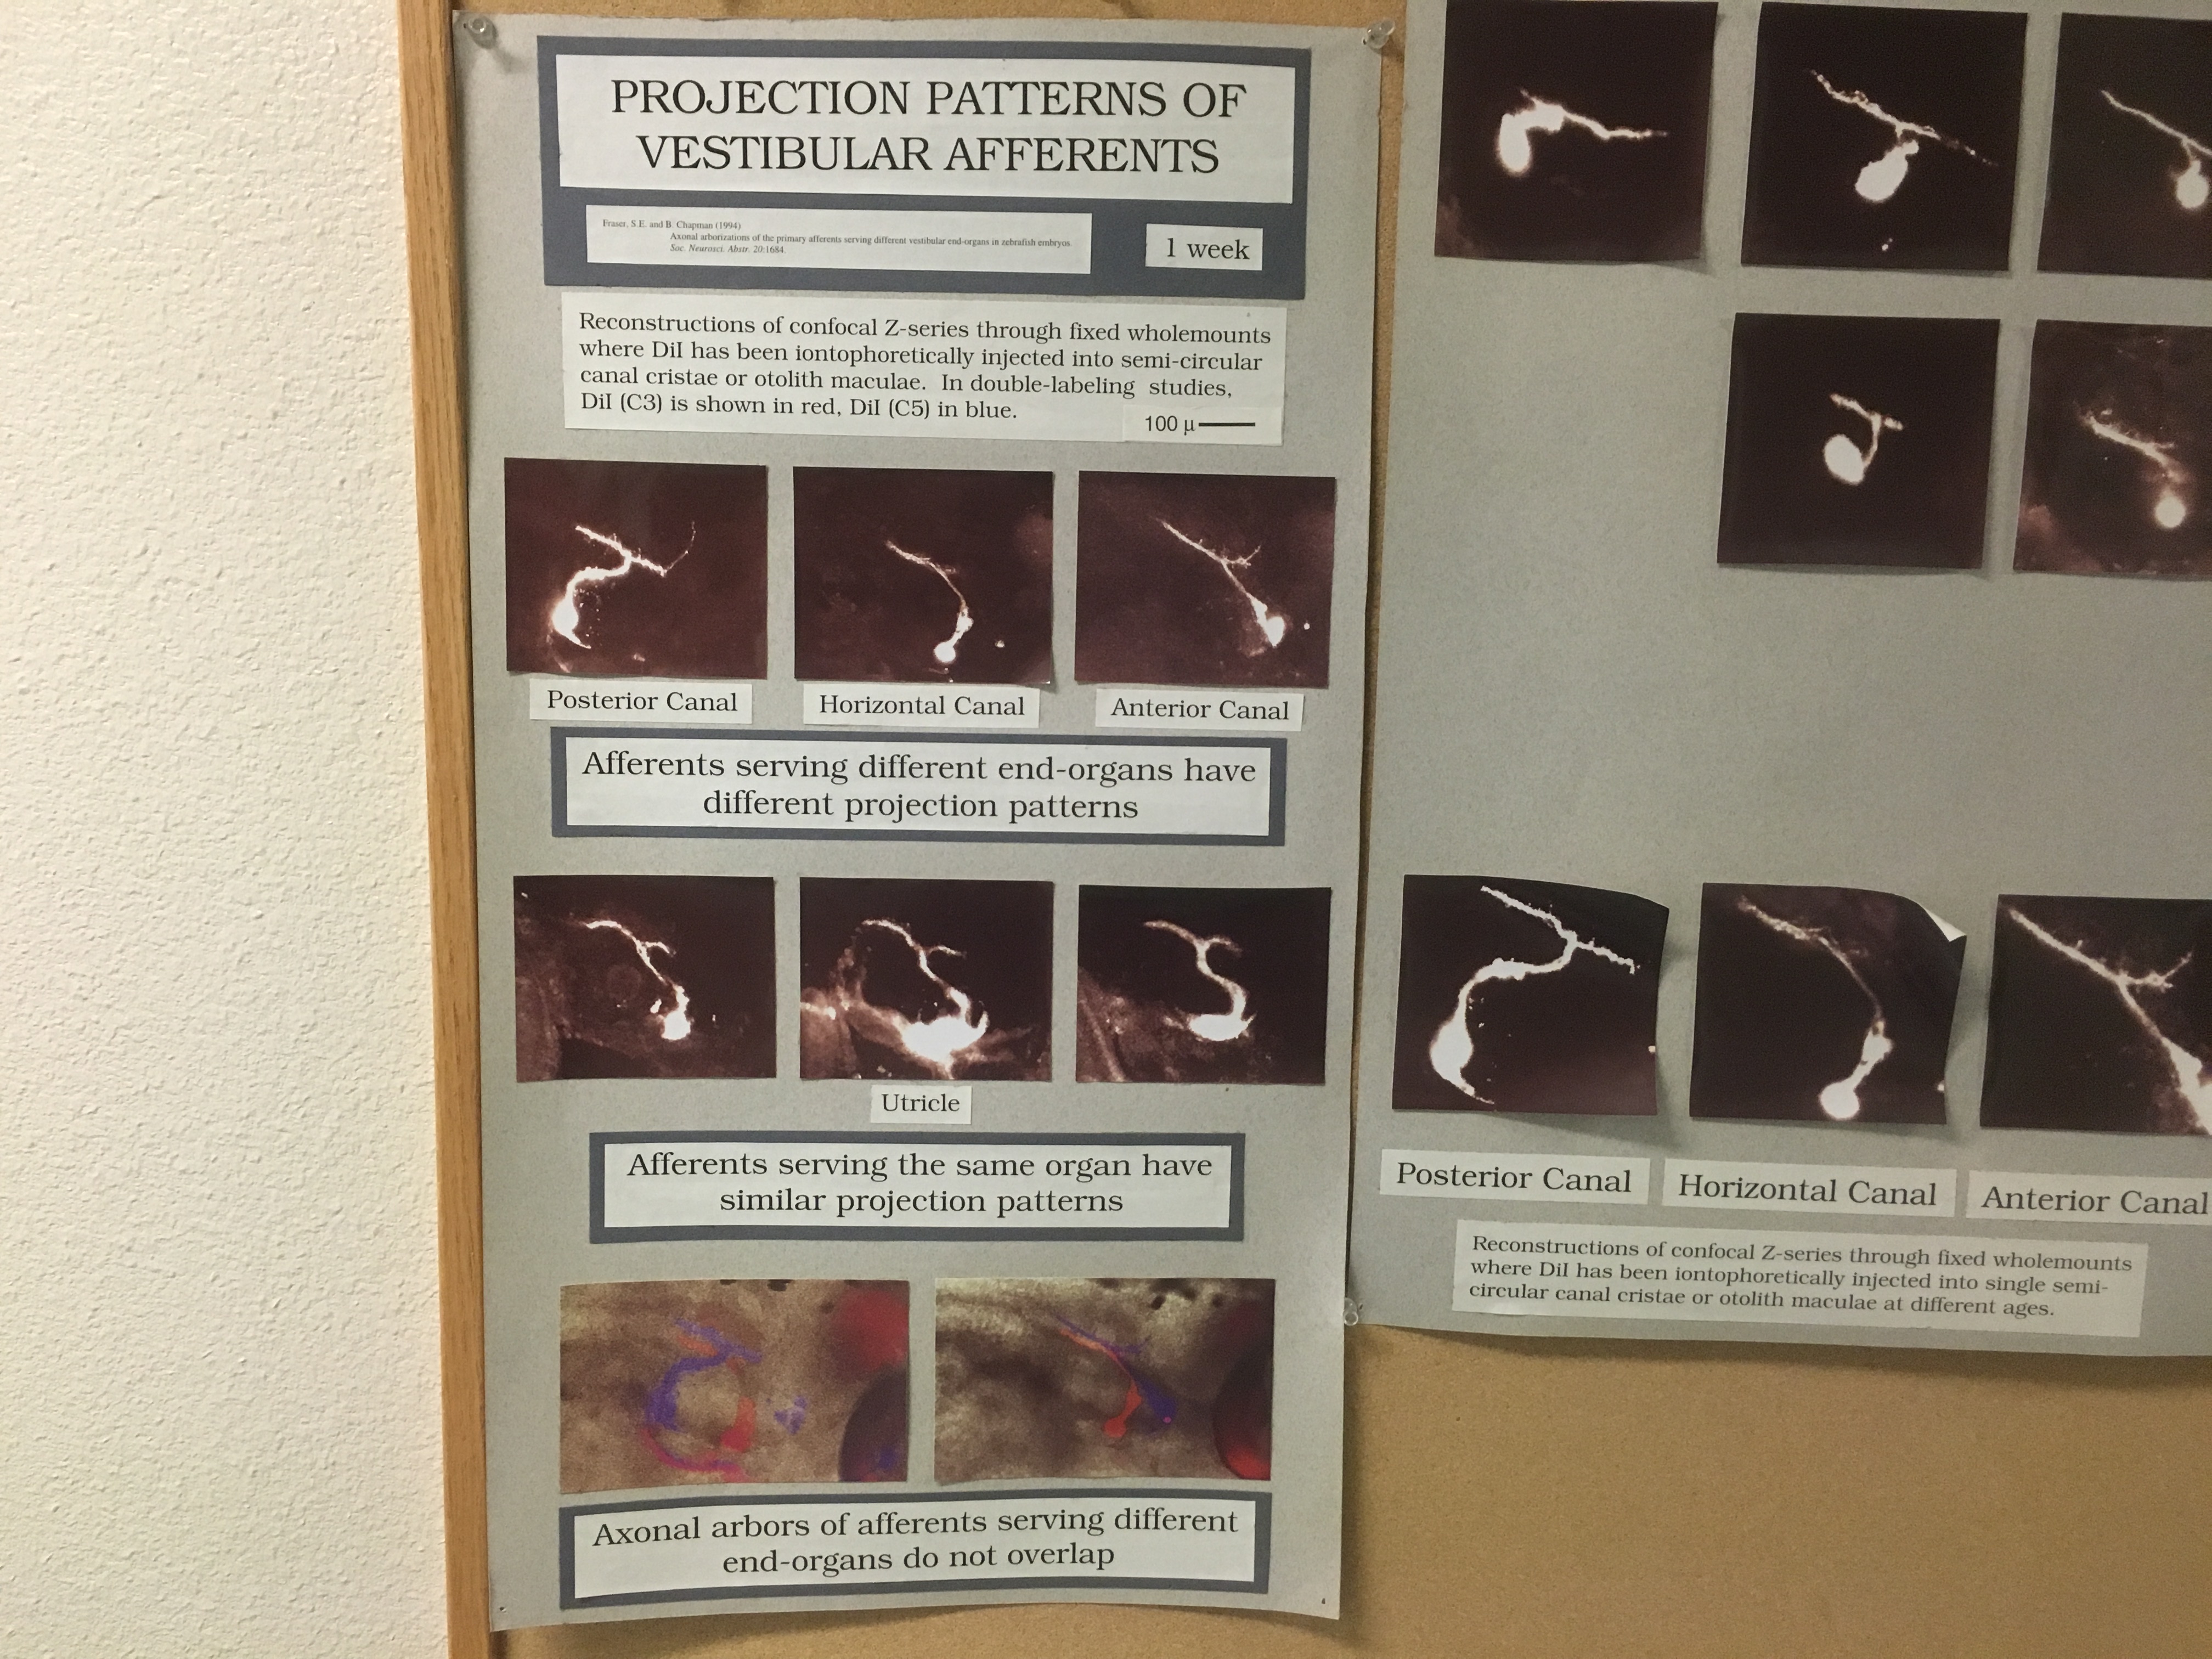 PROJECTION PATTERNS OF
VESTIBULAR AFFERENTS
Fraser, S.E. and B. Chapman (1994)
Axonal arborizations of the primary afferents serving different vestibular end-organs in zebrafish embryos.
Soc. Neurosci. Abstr. 20:1684.
1 week
Reconstructions of confocal Z-series through fixed wholemounts
where DiI has been iontophoretically injected into semi-circular
canal cristae or otolith maculae. In double-labeling studies,
DiI (C3) is shown in red, DiI (C5) in blue.
100 µ
Posterior Canal
Horizontal Canal
Anterior Canal
Afferents serving different end-organs have
different projection patterns
Utricle
Afferents serving the same organ have
similar projection patterns
Axonal arbors of afferents serving different
end-organs do not overlap
Posterior Canal
Horizontal Canal
Anterior Canal
Reconstructions of confocal Z-series through fixed wholemounts
where DiI has been iontophoretically injected into single semi-
circular canal cristae or otolith maculae at different ages.